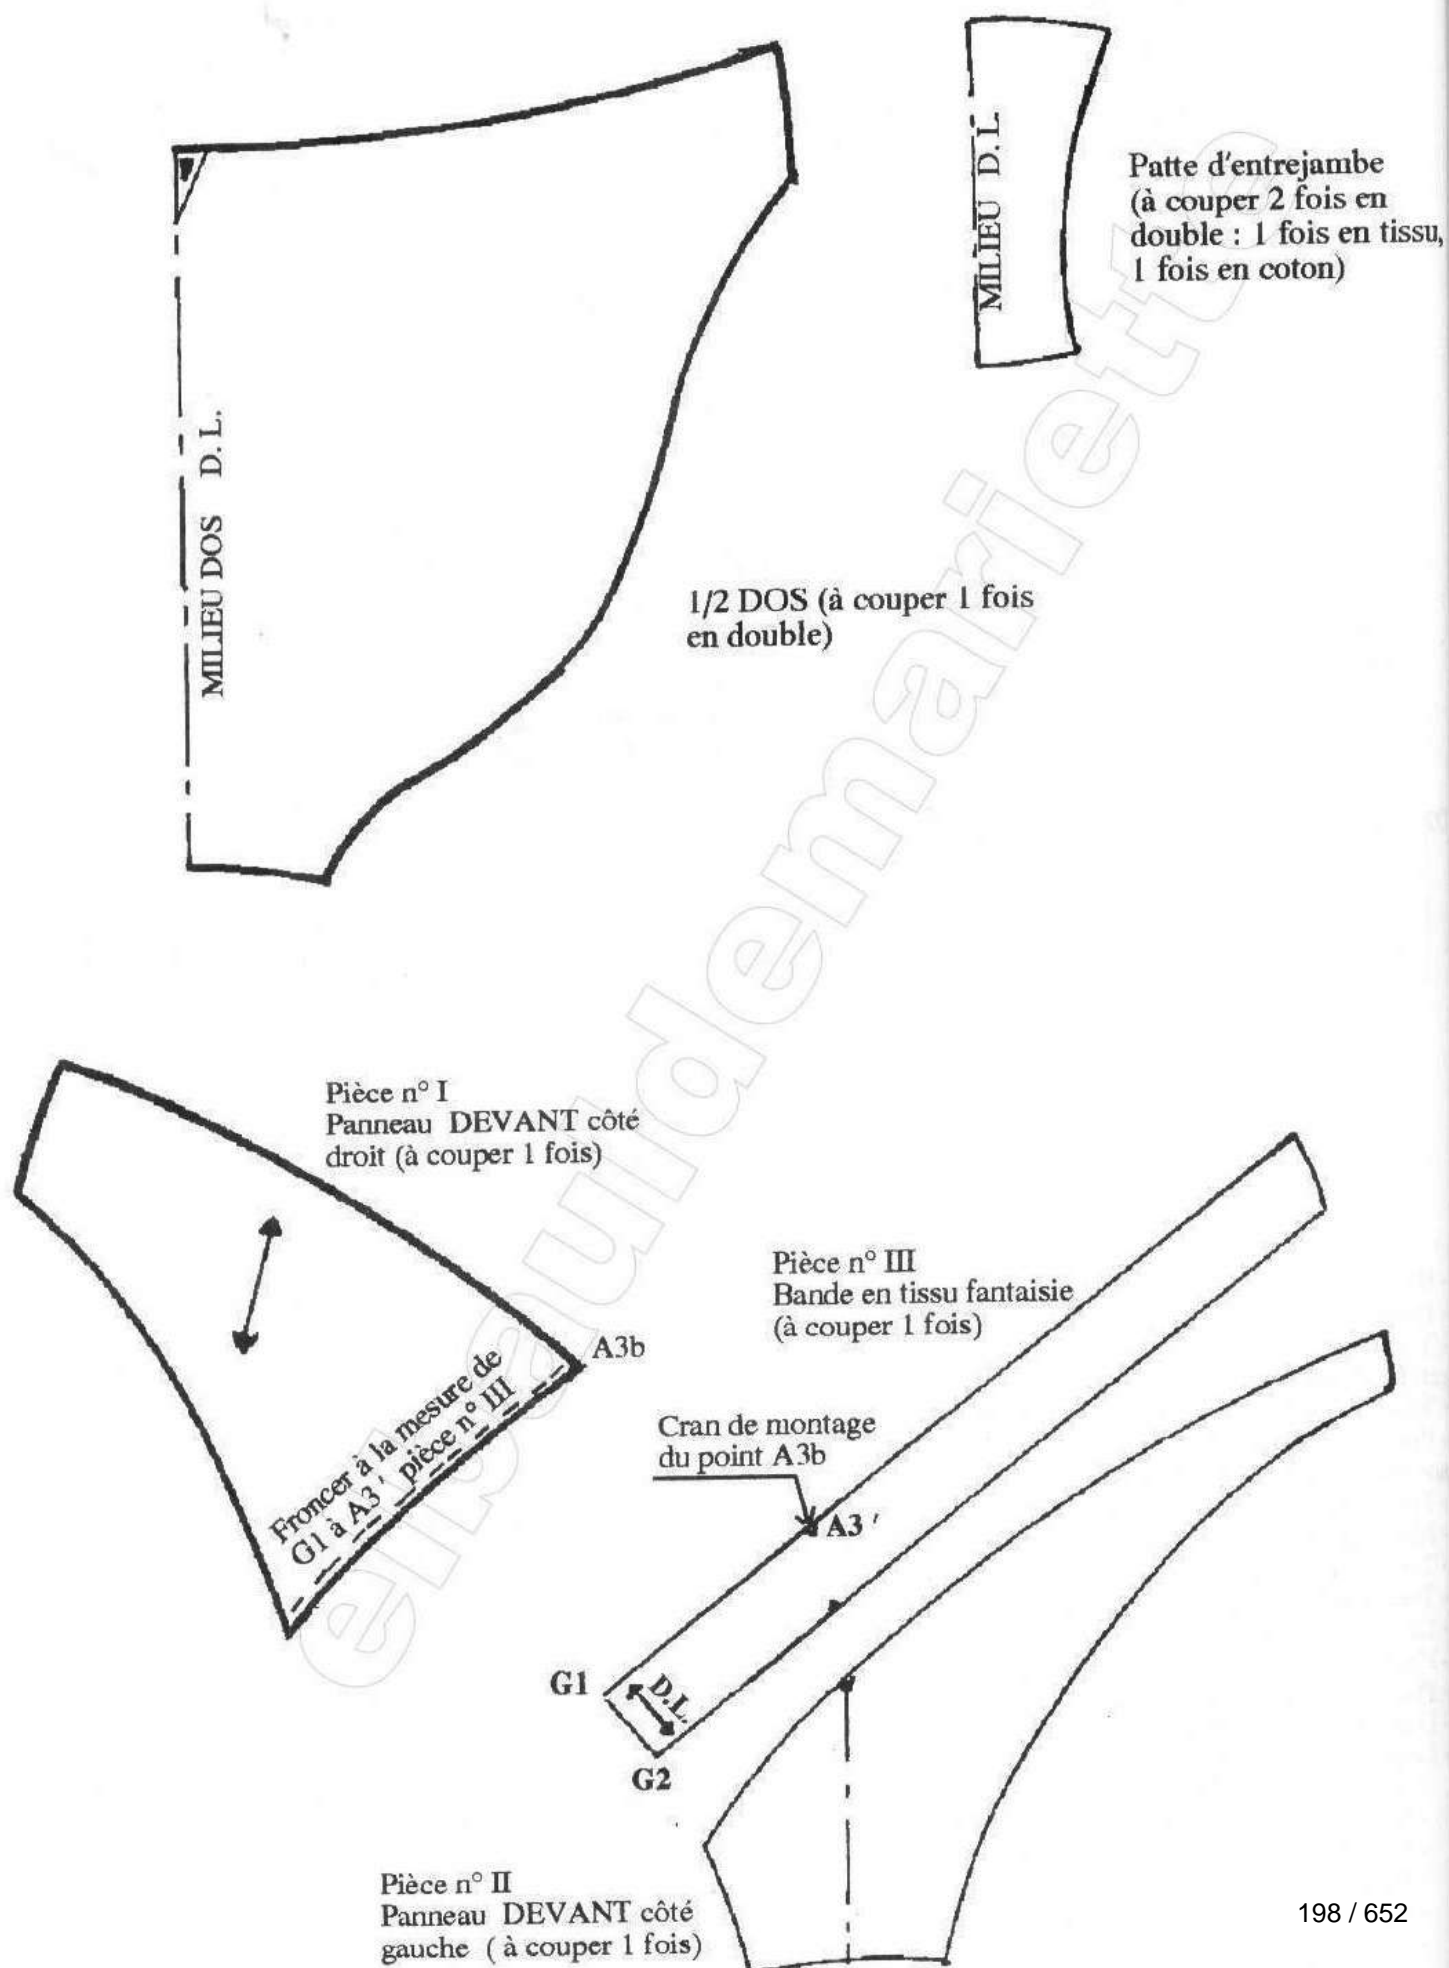 MILIEU D. L.
Patte d'entrejambe
(à couper 2 fois en
double : 1 fois en tissu,
1 fois en coton)
MILIEU DOS D. L.
1/2 DOS (à couper 1 fois
en double)
Pièce n° I
Panneau DEVANT côté
droit (à couper 1 fois)
A3b
Froncer à la mesure de
G1 à A3' pièce n° III
Pièce n° III
Bande en tissu fantaisie
(à couper 1 fois)
Cran de montage
du point A3b
A3 '
G1
D.L.
G2
Pièce n° II
Panneau DEVANT côté
gauche ( à couper 1 fois)
198 / 652